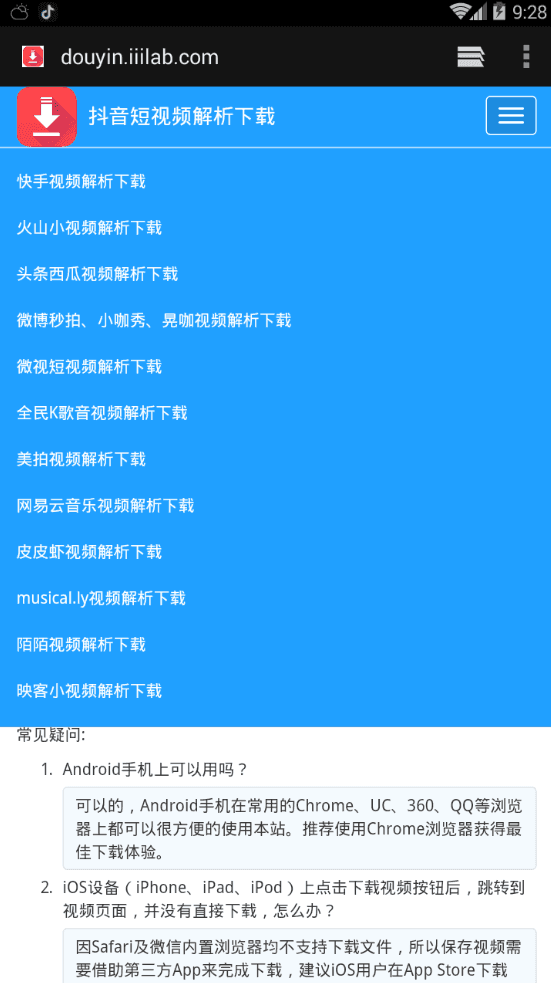 9:28
douyin.iiilab.com
抖音短视频解析下载
快手视频解析下载
火山小视频解析下载
头条西瓜视频解析下载
微博秒拍、小咖秀、晃咖视频解析下载
微视短视频解析下载
全民K歌音视频解析下载
美拍视频解析下载
网易云音乐视频解析下载
皮皮虾视频解析下载
musical.ly视频解析下载
陌陌视频解析下载
映客小视频解析下载
常见疑问:
1. Android手机上可以用吗？
可以的，Android手机在常用的Chrome、UC、360、QQ等浏览
器上都可以很方便的使用本站。推荐使用Chrome浏览器获得最
佳下载体验。
2. iOS设备（iPhone、iPad、iPod）上点击下载视频按钮后，跳转到
视频页面，并没有直接下载，怎么办？
因Safari及微信内置浏览器均不支持下载文件，所以保存视频需
要借助第三方App来完成下载，建议iOS用户在App Store下载